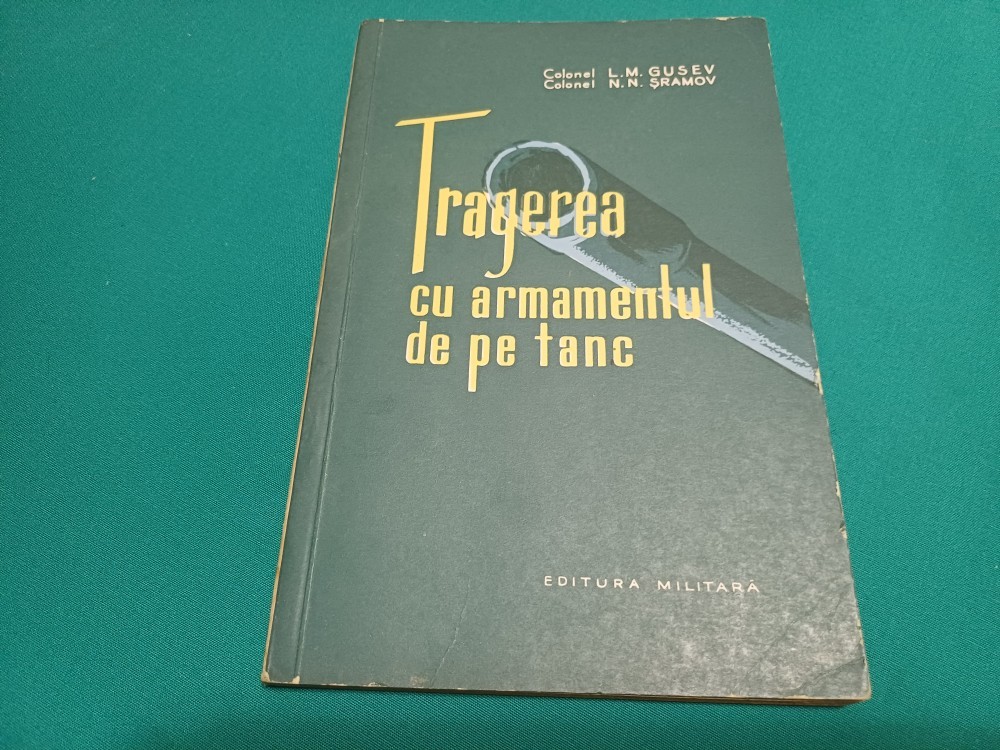 Colonel L.M. GUSEV
Colonel N.N. ŞRAMOV
Tragerea
cu armamentul
de pe tanc
EDITURA MILITARĂ